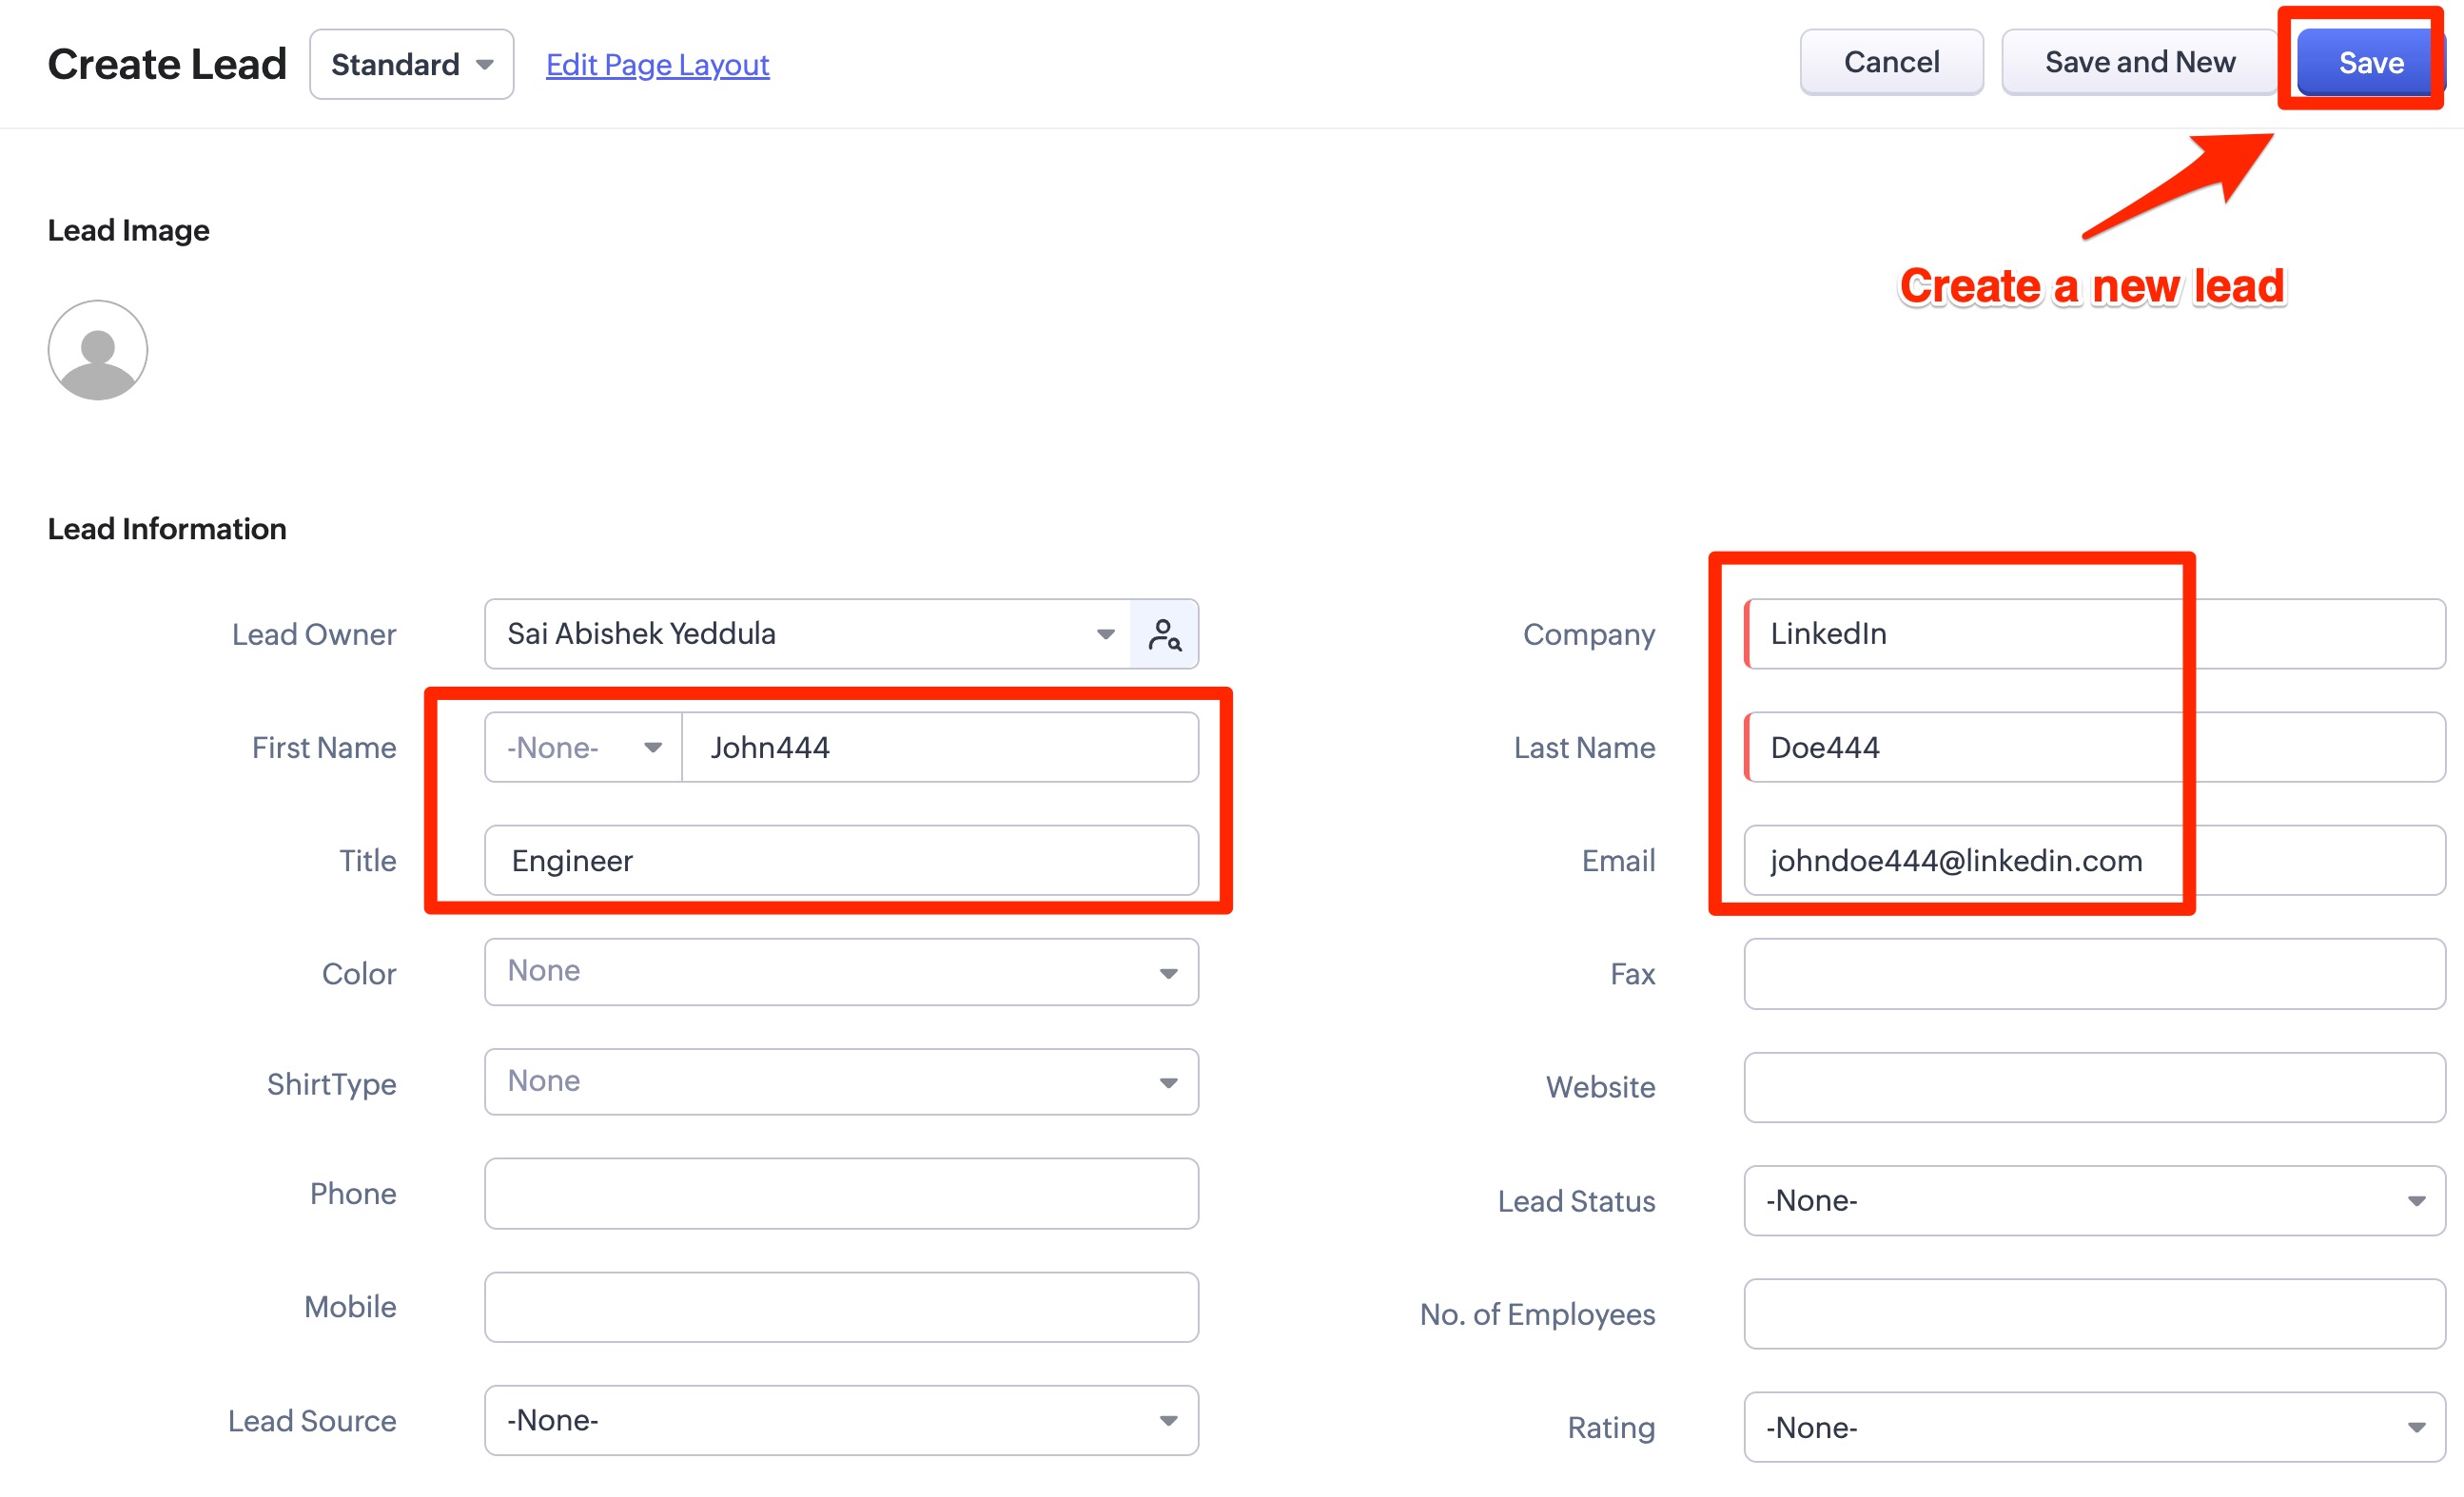 Create Lead Standard Edit Page Layout Cancel Save and New Save
Create a new lead
Lead Image
Lead Information
Lead Owner Sai Abishek Yeddula Company LinkedIn
First Name -None- John444 Last Name Doe444
Title Engineer Email johndoe444@linkedin.com
Color None Fax
ShirtType None Website
Phone Lead Status -None-
Mobile No. of Employees
Lead Source -None- Rating -None-